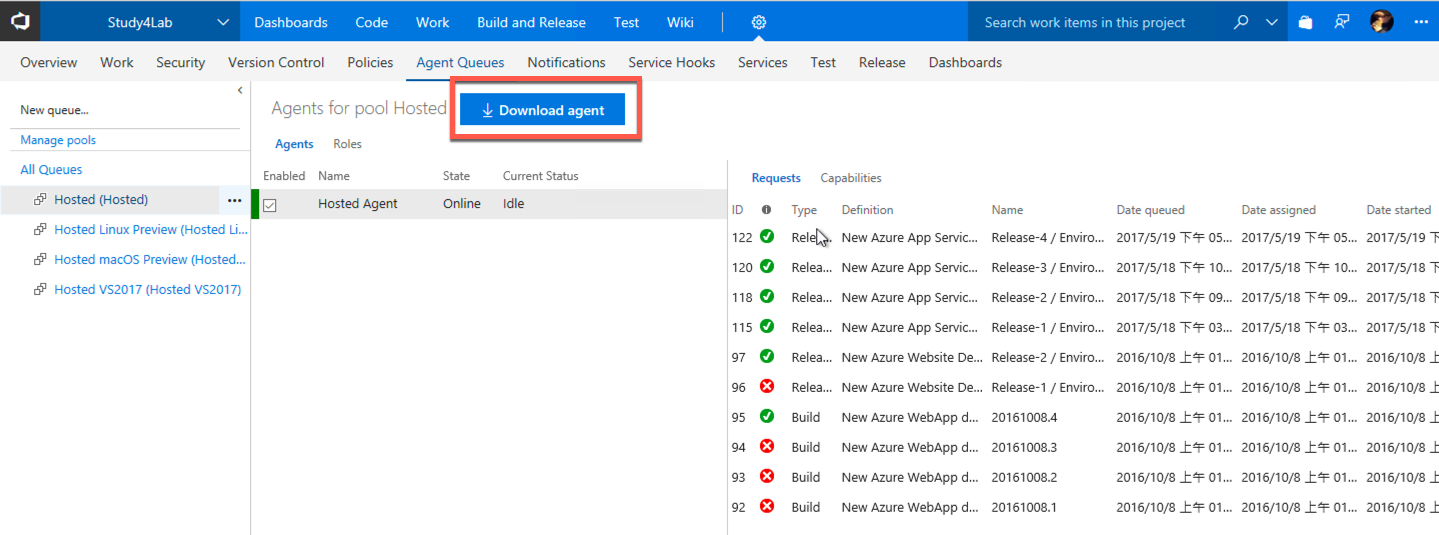 Study4Lab Dashboards Code Work Build and Release Test Wiki Search work items in this project
Overview Work Security Version Control Policies Agent Queues Notifications Service Hooks Services Test Release Dashboards
New queue...
Manage pools
All Queues
Hosted (Hosted)
Hosted Linux Preview (Hosted Li...
Hosted macOS Preview (Hosted...
Hosted VS2017 (Hosted VS2017)
Agents for pool Hosted Download agent
Agents Roles
Enabled Name State Current Status
Hosted Agent Online Idle
Requests Capabilities
ID Type Definition Name Date queued Date assigned Date started
122 Rele... New Azure App Servic... Release-4 / Enviro... 2017/5/19 下午 05... 2017/5/19 下午 05... 2017/5/19 下
120 Relea... New Azure App Servic... Release-3 / Enviro... 2017/5/18 下午 10... 2017/5/18 下午 10... 2017/5/18 下
118 Relea... New Azure App Servic... Release-2 / Enviro... 2017/5/18 下午 09... 2017/5/18 下午 09... 2017/5/18 下
115 Relea... New Azure App Servic... Release-1 / Enviro... 2017/5/18 下午 03... 2017/5/18 下午 03... 2017/5/18 下
97 Relea... New Azure Website De... Release-2 / Enviro... 2016/10/8 上午 01... 2016/10/8 上午 01... 2016/10/8 上
96 Relea... New Azure Website De... Release-1 / Enviro... 2016/10/8 上午 01... 2016/10/8 上午 01... 2016/10/8 上
95 Build New Azure WebApp d... 20161008.4 2016/10/8 上午 01... 2016/10/8 上午 01... 2016/10/8 上
94 Build New Azure WebApp d... 20161008.3 2016/10/8 上午 01... 2016/10/8 上午 01... 2016/10/8 上
93 Build New Azure WebApp d... 20161008.2 2016/10/8 上午 01... 2016/10/8 上午 01... 2016/10/8 上
92 Build New Azure WebApp d... 20161008.1 2016/10/8 上午 01... 2016/10/8 上午 01... 2016/10/8 上